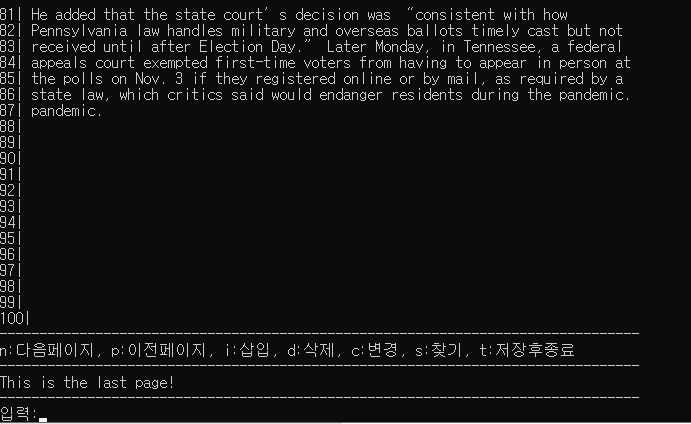 81| He added that the state court’s decision was “consistent with how
82| Pennsylvania law handles military and overseas ballots timely cast but not
83| received until after Election Day.” Later Monday, in Tennessee, a federal
84| appeals court exempted first-time voters from having to appear in person at
85| the polls on Nov. 3 if they registered online or by mail, as required by a
86| state law, which critics said would endanger residents during the pandemic.
87| pandemic.
88|
89|
90|
91|
92|
93|
94|
95|
96|
97|
98|
99|
100|
--------------------------------------------------------------------------------
n:다음페이지, p:이전페이지, i:삽입, d:삭제, c:변경, s:찾기, t:저장후종료
--------------------------------------------------------------------------------
This is the last page!
--------------------------------------------------------------------------------
입력: